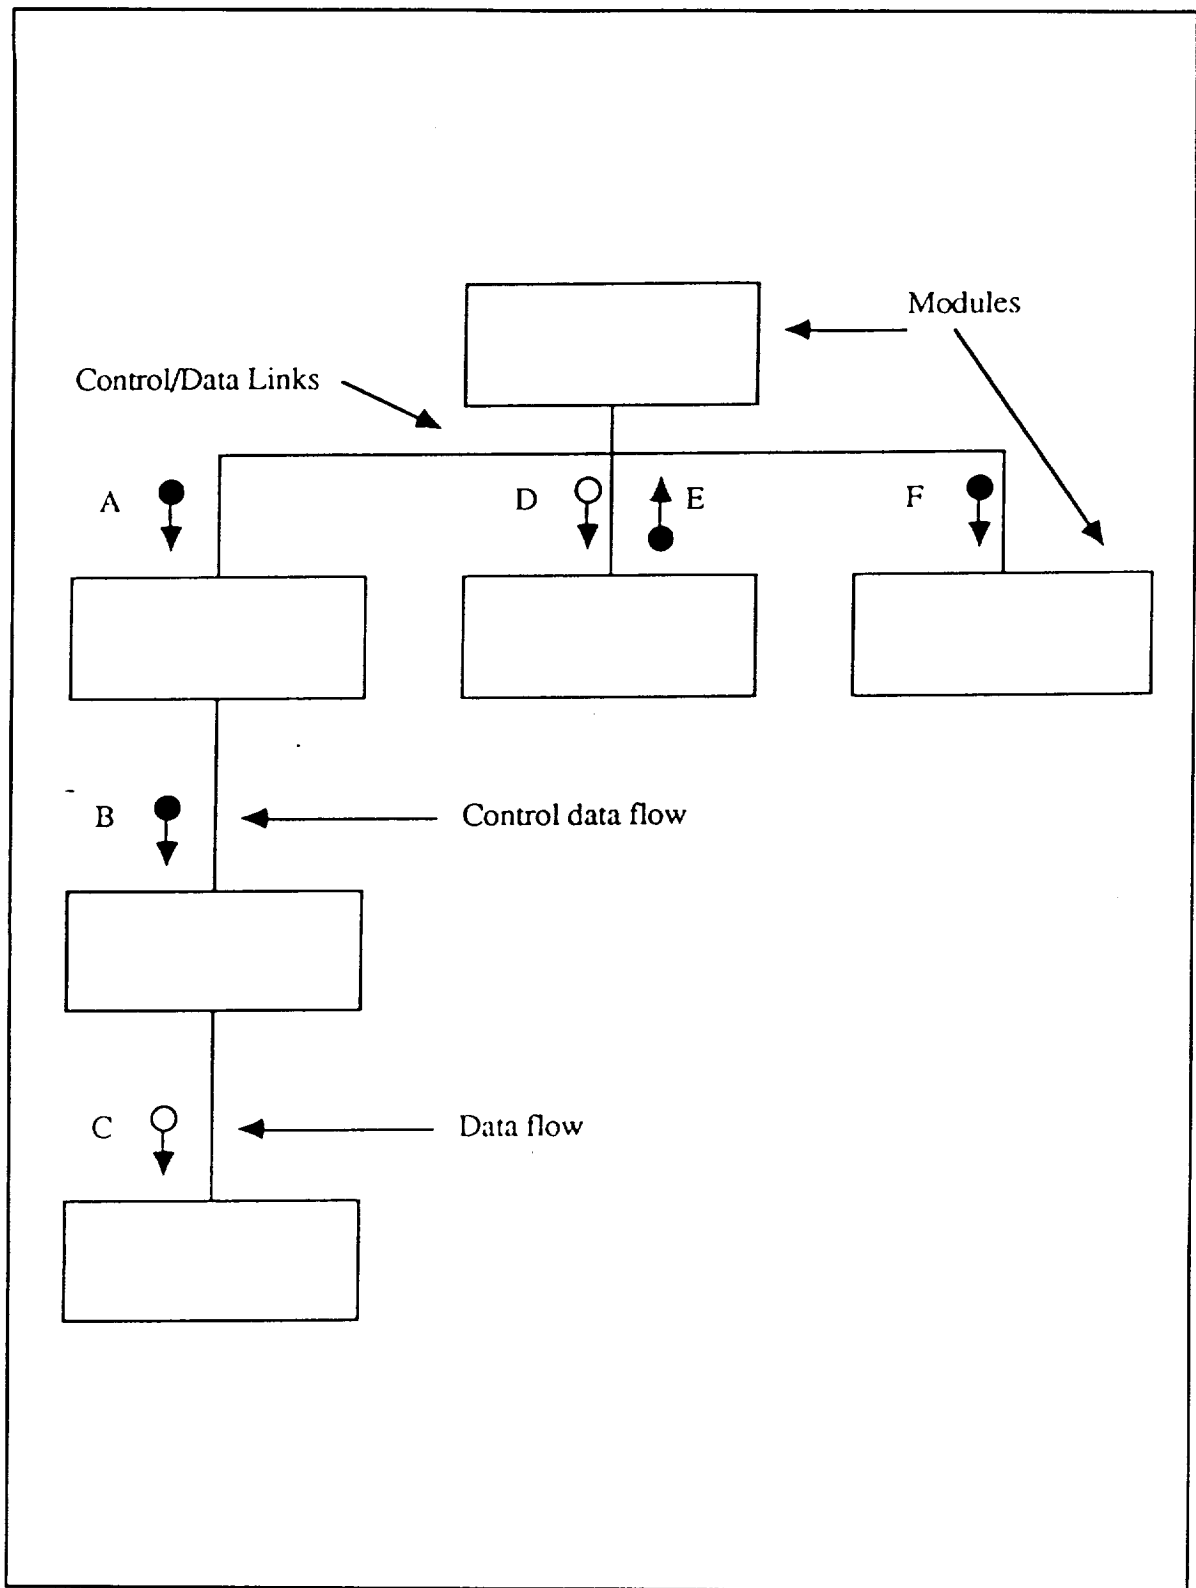 Modules
Control/Data Links
A
D
E
F
B
Control data flow
C
Data flow